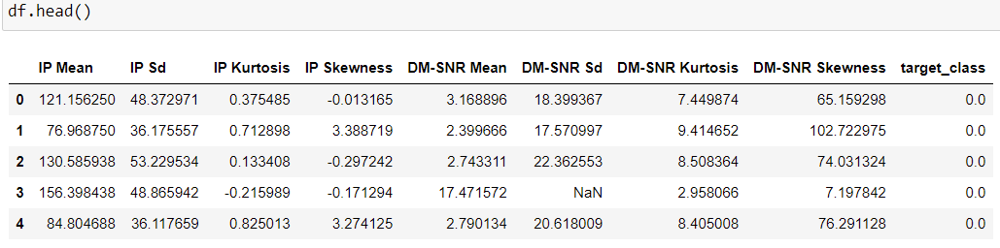 df.head()
IP Mean IP Sd IP Kurtosis IP Skewness DM-SNR Mean DM-SNR Sd DM-SNR Kurtosis DM-SNR Skewness target_class
0 121.156250 48.372971 0.375485 -0.013165 3.168896 18.399367 7.449874 65.159298 0.0
1 76.968750 36.175557 0.712898 3.388719 2.399666 17.570997 9.414652 102.722975 0.0
2 130.585938 53.229534 0.133408 -0.297242 2.743311 22.362553 8.508364 74.031324 0.0
3 156.398438 48.865942 -0.215989 -0.171294 17.471572 NaN 2.958066 7.197842 0.0
4 84.804688 36.117659 0.825013 3.274125 2.790134 20.618009 8.405008 76.291128 0.0